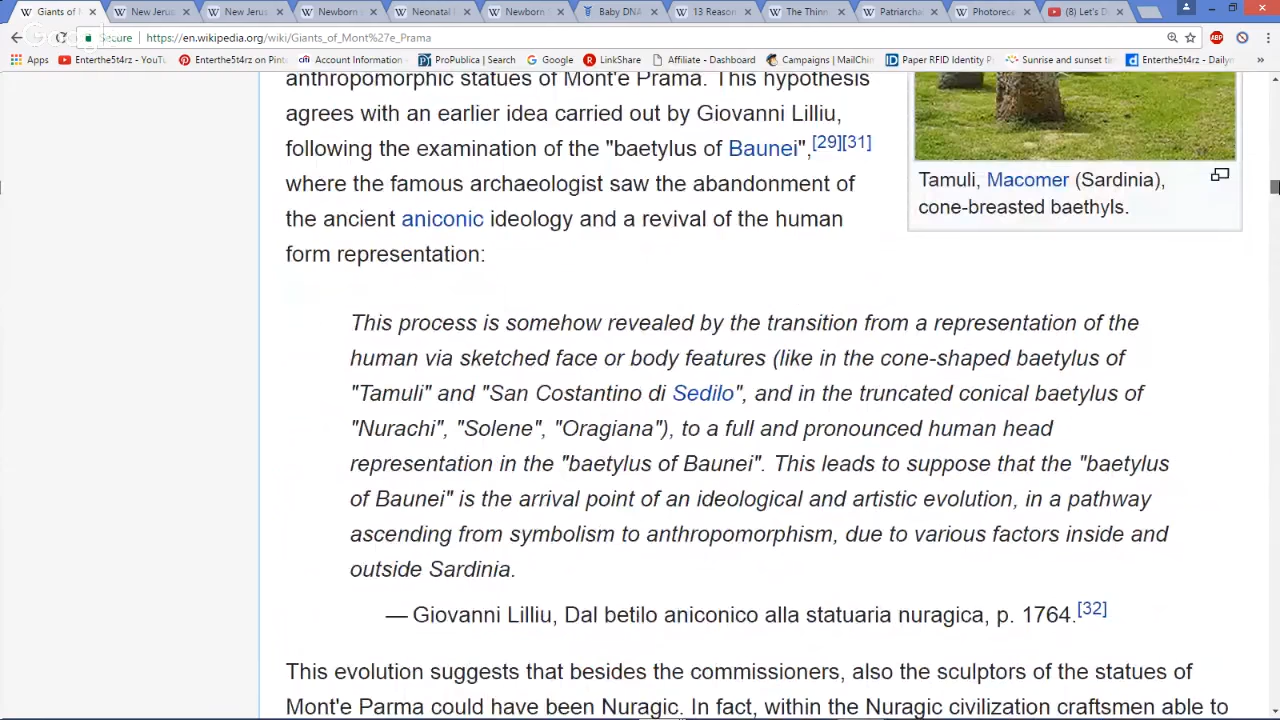 Giants of M
New Jerus
New Jerus
Newborn
Neonatal I
Newborn
Baby DNA
13 Reason
The Thinn
Patriarcha
Photoreca
(8) Let's D
Secure https://en.wikipedia.org/wiki/Giants_of_Mont%27e_Prama
Apps Enterthe5t4rz - YouTu Enterthe5t4rz on Pint Account Information ProPublica | Search Google LinkShare Affiliate - Dashboard Campaigns | MailChim Paper RFID Identity P Sunrise and sunset tim Enterthe5t4rz - Dailyn »
anthropomorphic statues of Mont'e Prama. This hypothesis
agrees with an earlier idea carried out by Giovanni Lilliu,
following the examination of the "baetylus of Baunei",[29][31]
where the famous archaeologist saw the abandonment of
the ancient aniconic ideology and a revival of the human
form representation:
Tamuli, Macomer (Sardinia),
cone-breasted baethyls.
This process is somehow revealed by the transition from a representation of the
human via sketched face or body features (like in the cone-shaped baetylus of
"Tamuli" and "San Costantino di Sedilo", and in the truncated conical baetylus of
"Nurachi", "Solene", "Oragiana"), to a full and pronounced human head
representation in the "baetylus of Baunei". This leads to suppose that the "baetylus
of Baunei" is the arrival point of an ideological and artistic evolution, in a pathway
ascending from symbolism to anthropomorphism, due to various factors inside and
outside Sardinia.
— Giovanni Lilliu, Dal betilo aniconico alla statuaria nuragica, p. 1764.[32]
This evolution suggests that besides the commissioners, also the sculptors of the statues of
Mont'e Parma could have been Nuragic. In fact, within the Nuragic civilization craftsmen able to